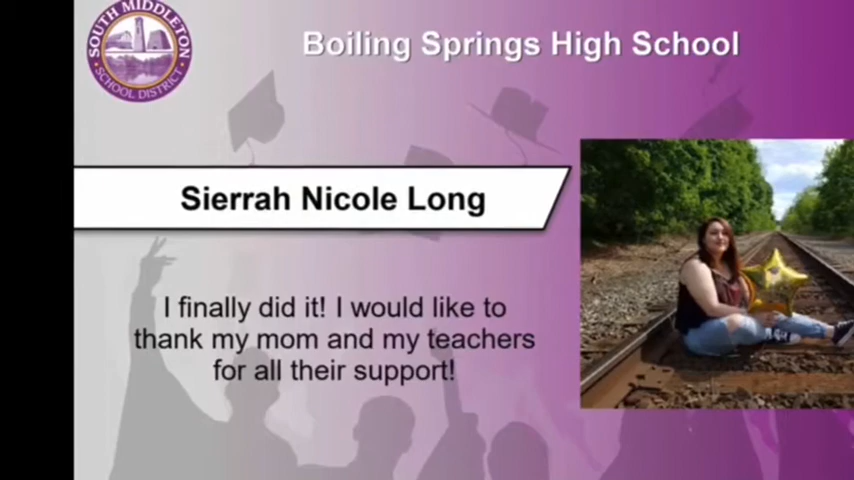 SOUTH MIDDLETON
SCHOOL DISTRICT
Boiling Springs High School
Sierrah Nicole Long
I finally did it! I would like to
thank my mom and my teachers
for all their support!